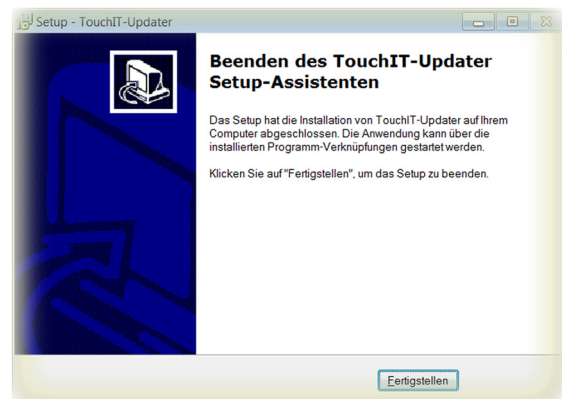 Setup - TouchIT-Updater
Beenden des TouchIT-Updater
Setup-Assistenten
Das Setup hat die Installation von TouchIT-Updater auf Ihrem
Computer abgeschlossen. Die Anwendung kann über die
installierten Programm-Verknüpfungen gestartet werden.
Klicken Sie auf "Fertigstellen", um das Setup zu beenden.
Fertigstellen